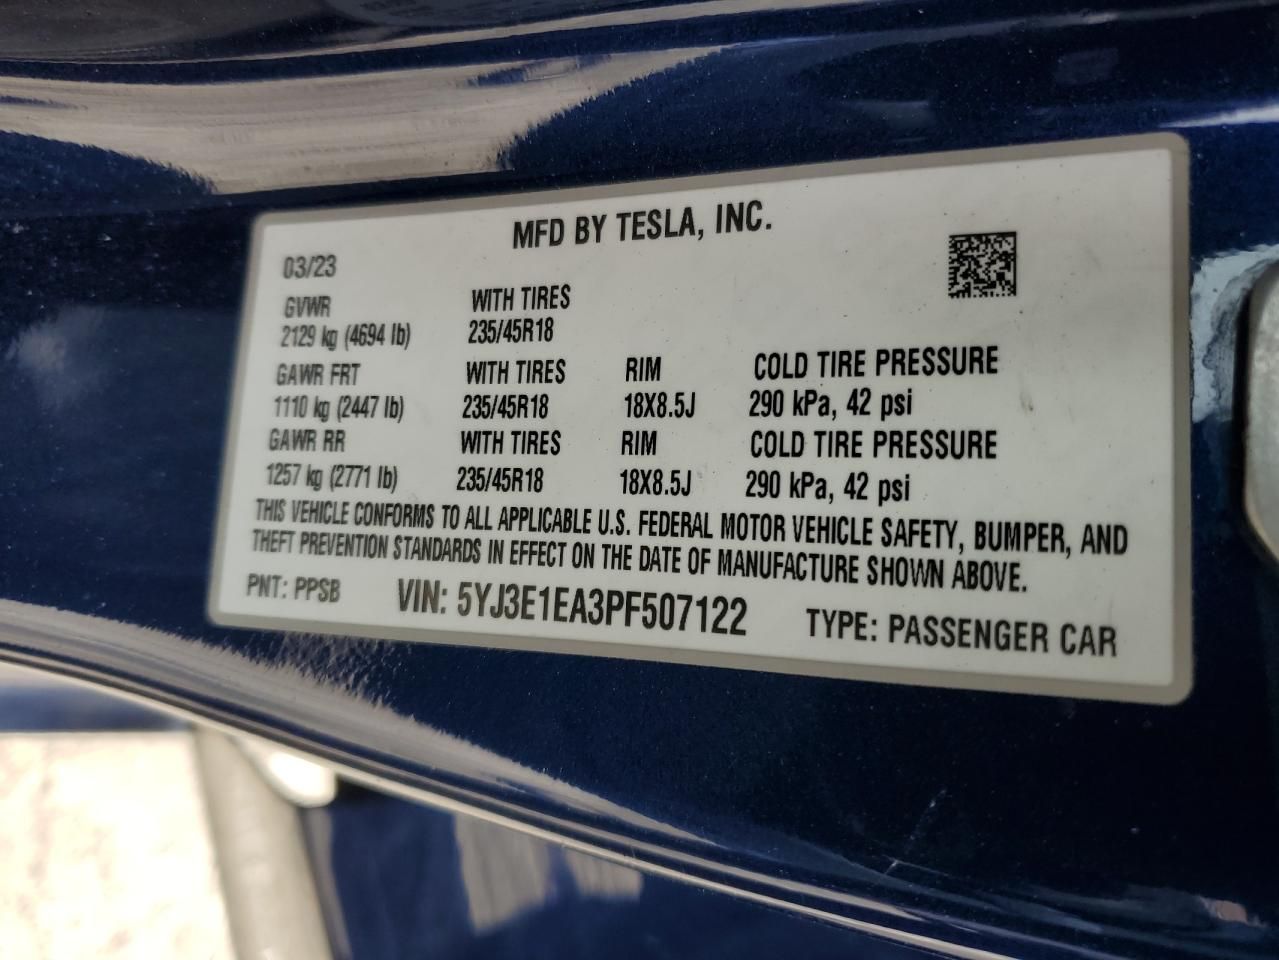 MFD BY TESLA, INC.
03/23
GVWR WITH TIRES
2129 kg (4694 lb) 235/45R18
GAWR FRT WITH TIRES RIM COLD TIRE PRESSURE
1110 kg (2447 lb) 235/45R18 18X8.5J 290 kPa, 42 psi
GAWR RR WITH TIRES RIM COLD TIRE PRESSURE
1257 kg (2771 lb) 235/45R18 18X8.5J 290 kPa, 42 psi
THIS VEHICLE CONFORMS TO ALL APPLICABLE U.S. FEDERAL MOTOR VEHICLE SAFETY, BUMPER, AND
THEFT PREVENTION STANDARDS IN EFFECT ON THE DATE OF MANUFACTURE SHOWN ABOVE.
PNT: PPSB VIN: 5YJ3E1EA3PF507122 TYPE: PASSENGER CAR